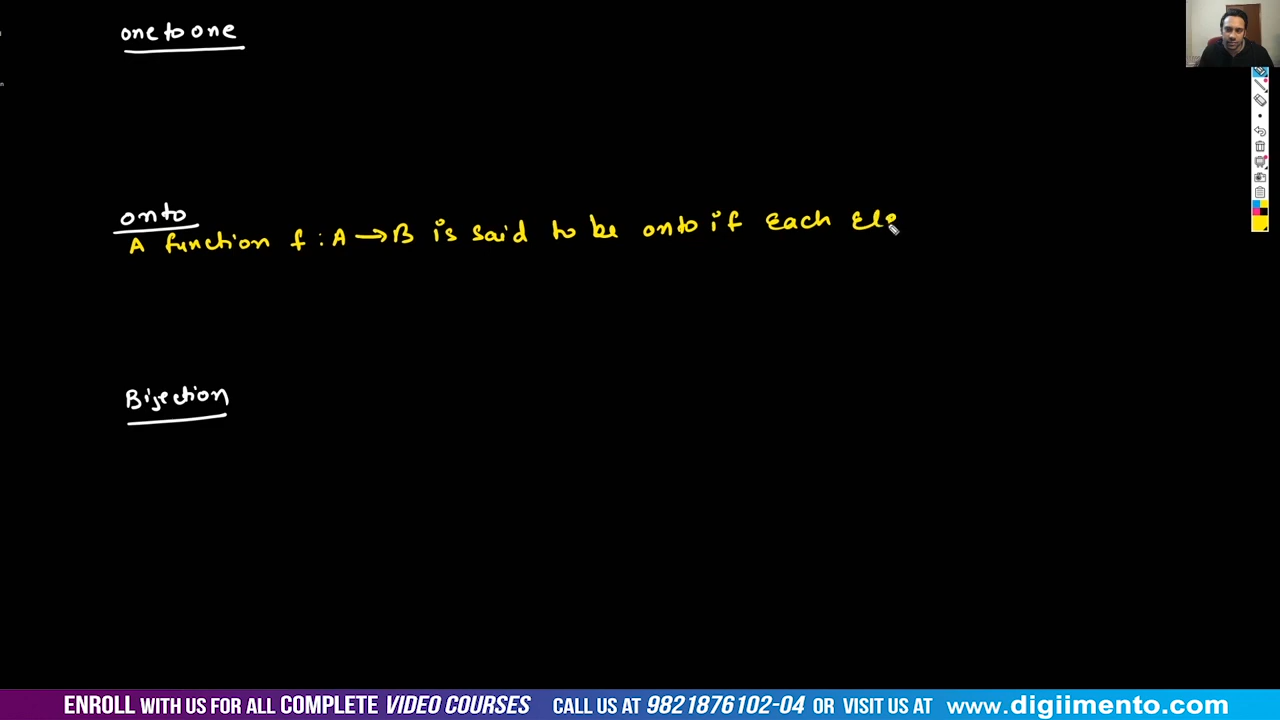 one to one
onto
A function f : A → B is said to be onto if Each Ele
Bijection
ENROLL WITH US FOR ALL COMPLETE VIDEO COURSES CALL US AT 9821876102-04 OR VISIT US AT www.digiimento.com